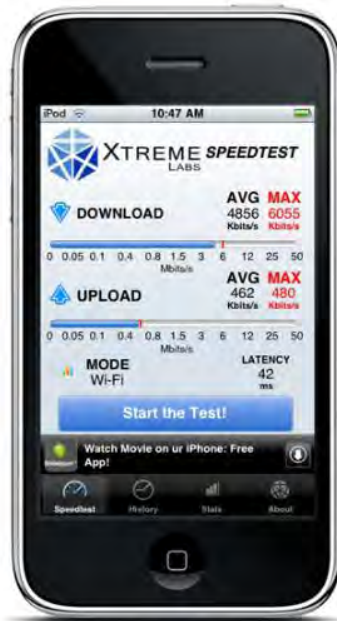 iPod
10:47 AM
XTREME SPEEDTEST
LABS
AVG MAX
DOWNLOAD
4856 6055
Kbits/s Kbits/s
0 0.05 0.1 0.4 0.8 1.5 3 6 12 25 50
Mbits/s
AVG MAX
UPLOAD
462 480
Kbits/s Kbits/s
0 0.05 0.1 0.4 0.8 1.5 3 6 12 25 50
Mbits/s
MODE
Wi-Fi
LATENCY
42
ms
Start the Test!
Watch Movie on ur iPhone: Free
App!
Speedtest History Stats About